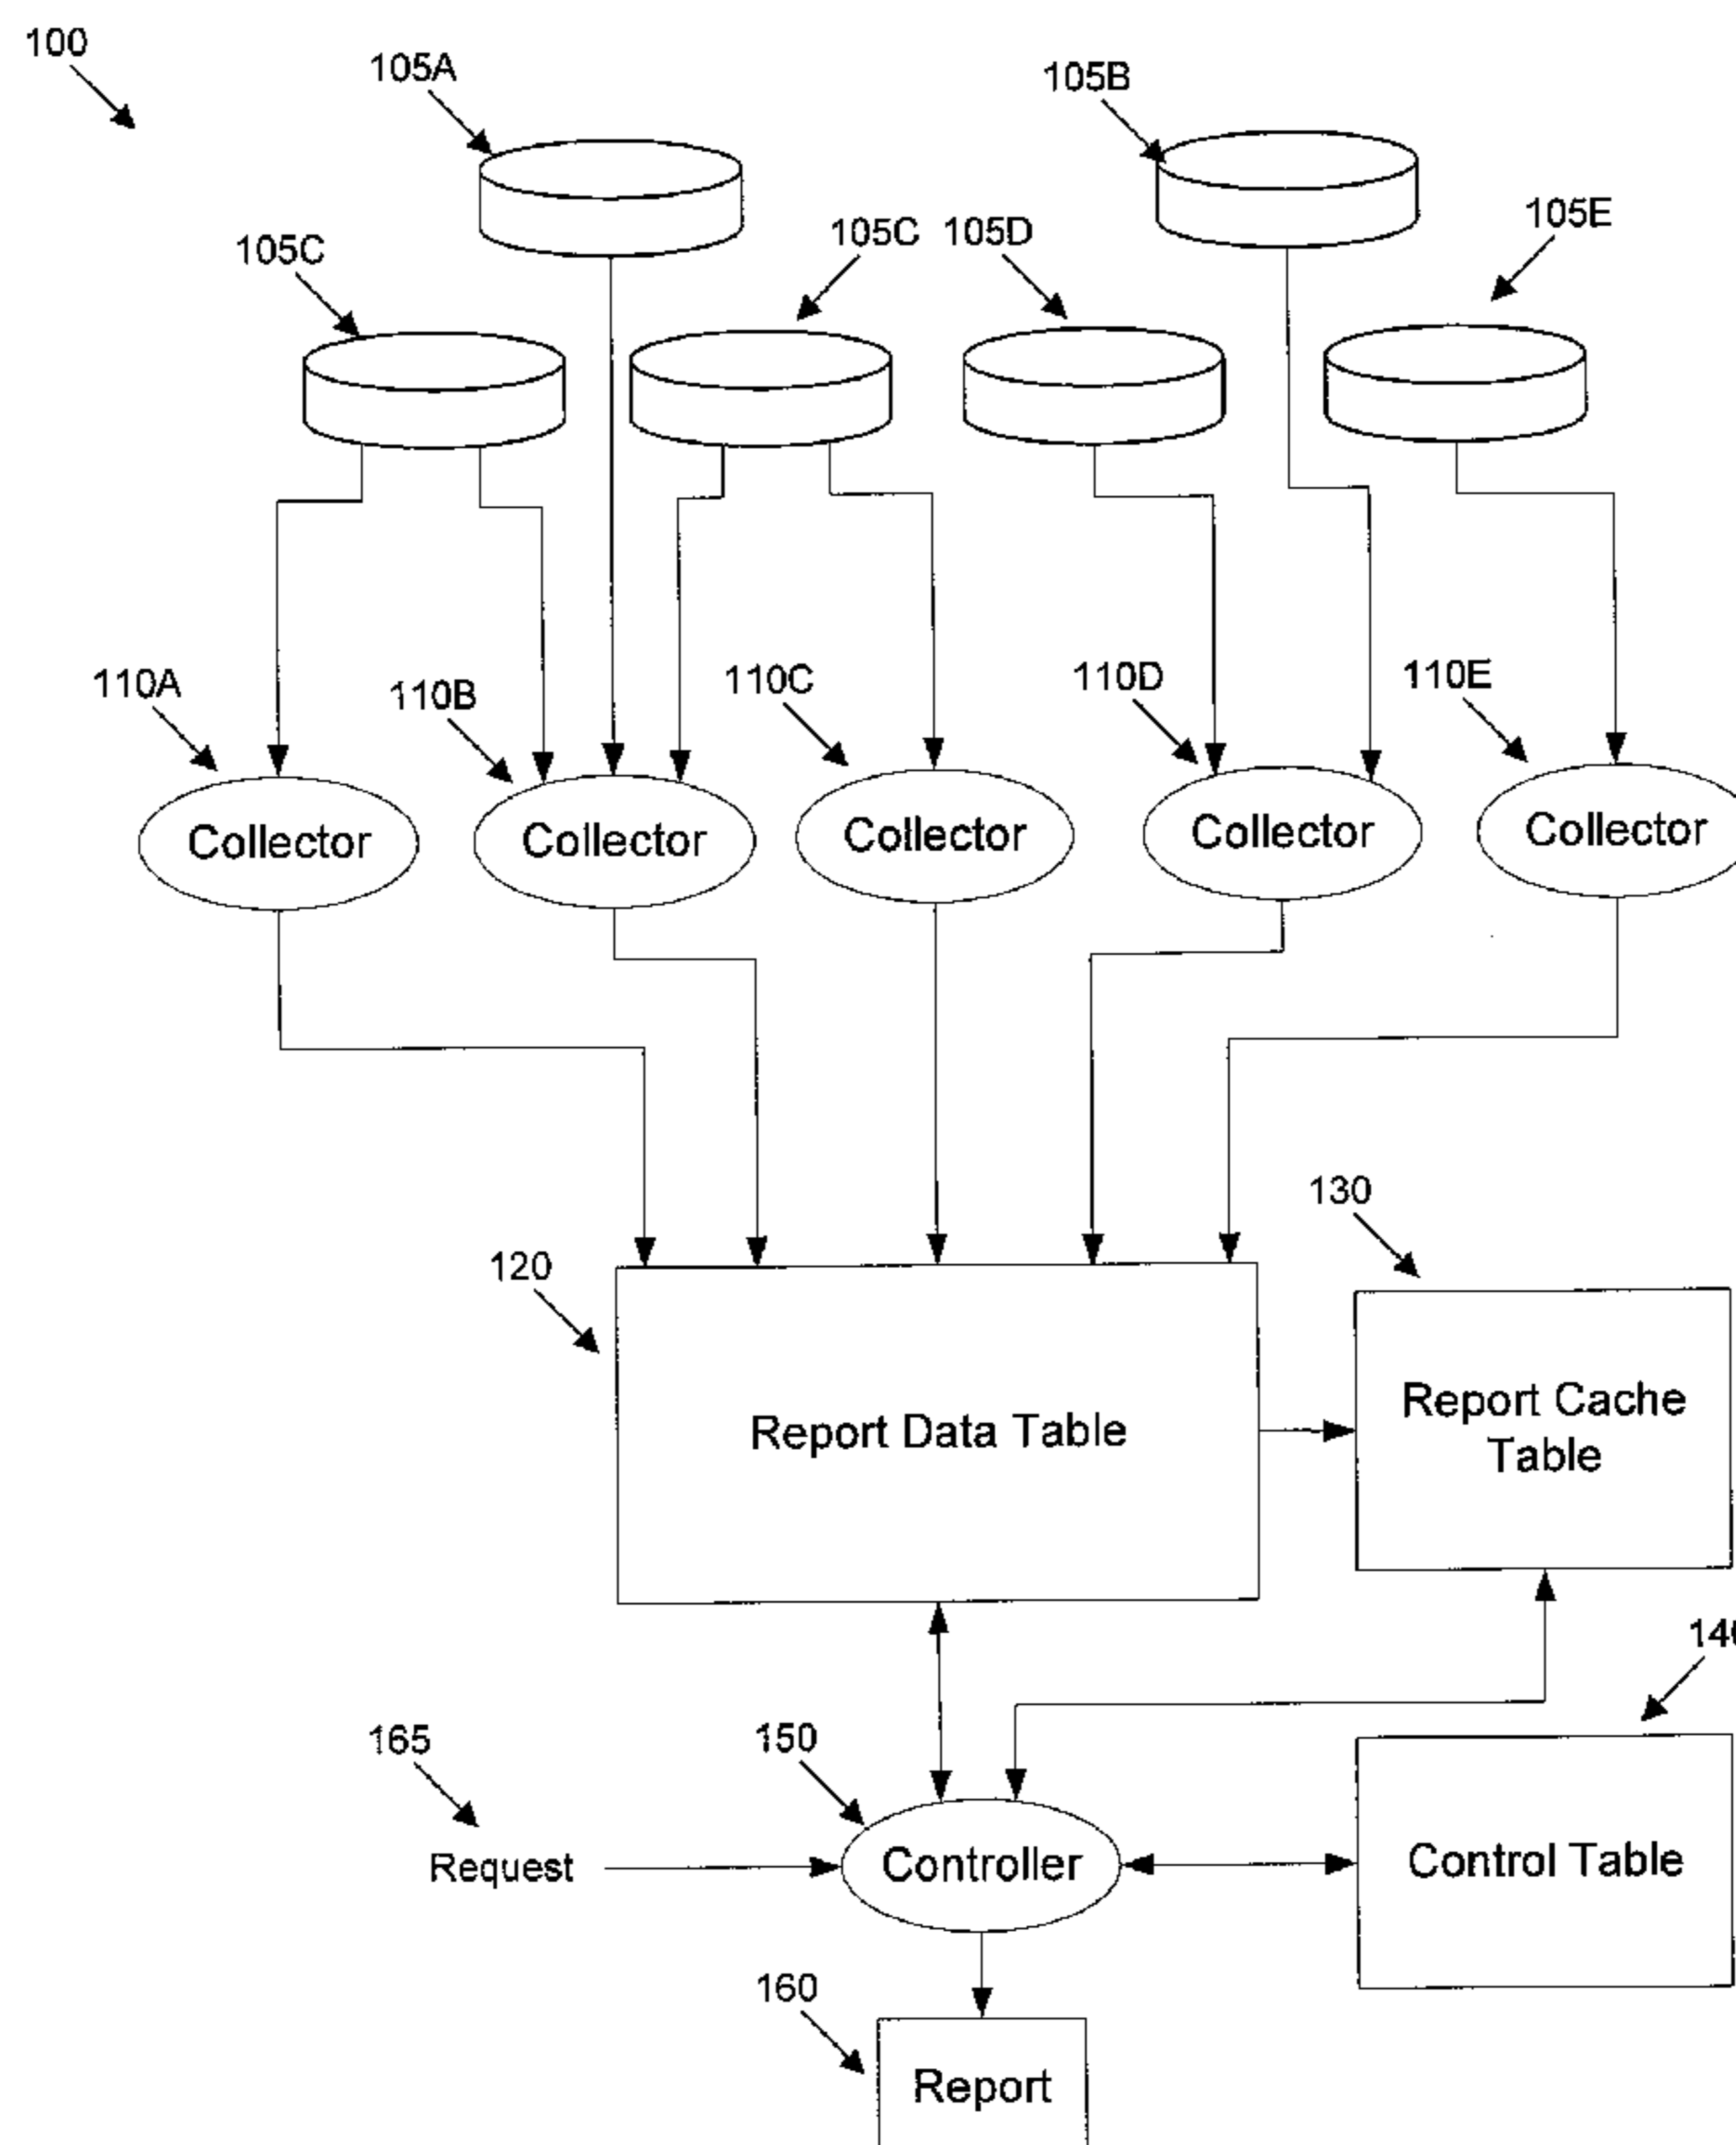 100
105A
105B
105C
105C
105D
105E
110A
110B
110C
110D
110E
Collector
Collector
Collector
Collector
Collector
120
130
Report Data Table
Report Cache
Table
140
165
150
Request
Controller
Control Table
160
Report